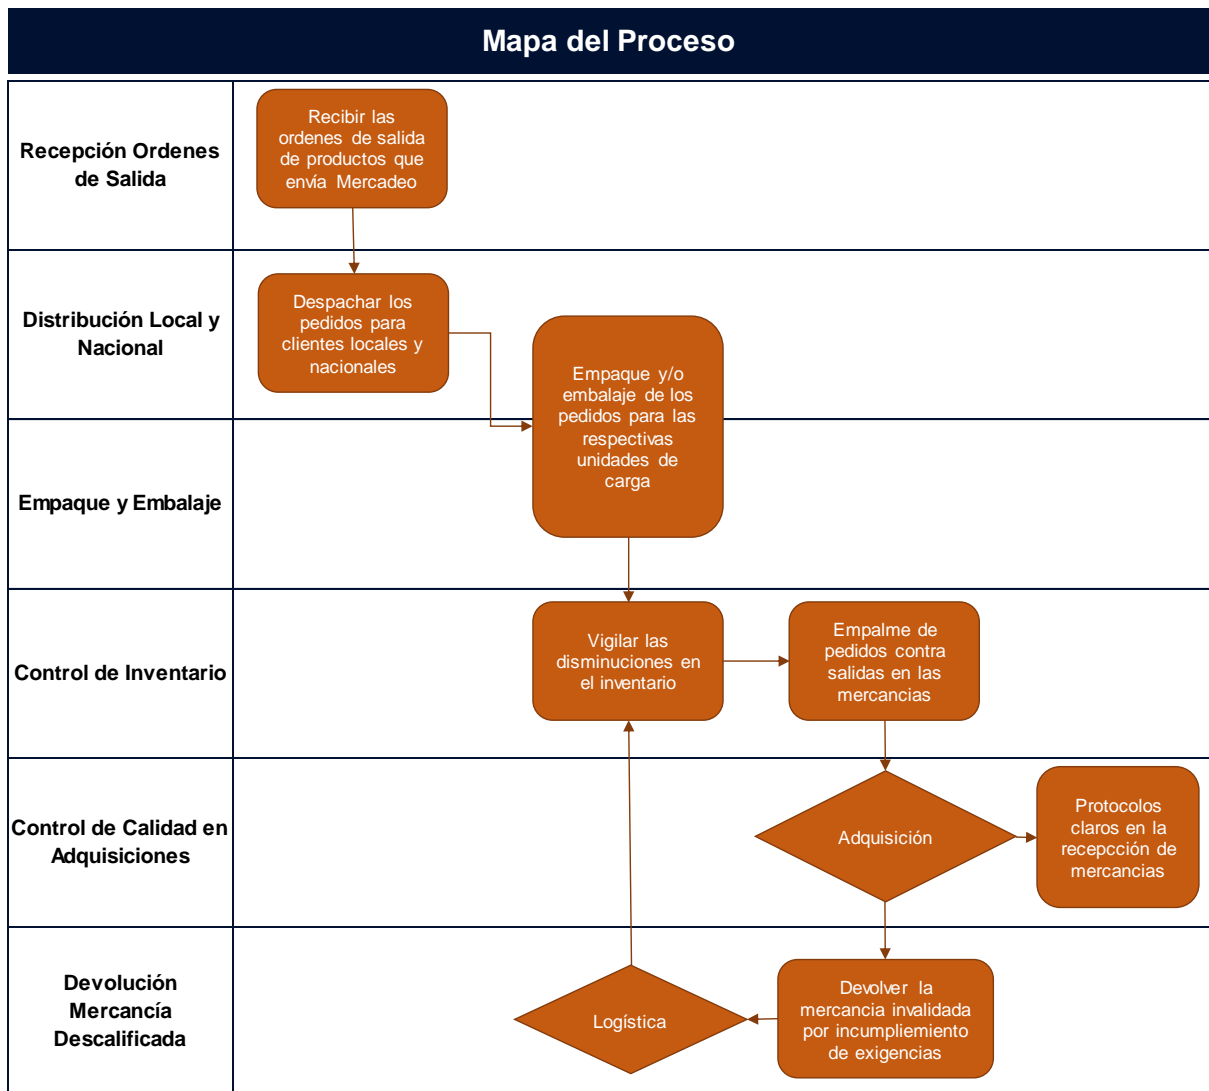 Mapa del Proceso
Recepción Ordenes
de Salida
Recibir las
ordenes de salida
de productos que
envía Mercadeo
Distribución Local y
Nacional
Despachar los
pedidos para
clientes locales y
nacionales
Empaque y/o
embalaje de los
pedidos para las
respectivas
unidades de
carga
Empaque y Embalaje
Control de Inventario
Vigilar las
disminuciones en
el inventario
Empalme de
pedidos contra
salidas en las
mercancias
Control de Calidad en
Adquisiciones
Adquisición
Protocolos
claros en la
recepcción de
mercancias
Devolución
Mercancía
Descalificada
Logística
Devolver la
mercancia invalidada
por incumpliemiento
de exigencias